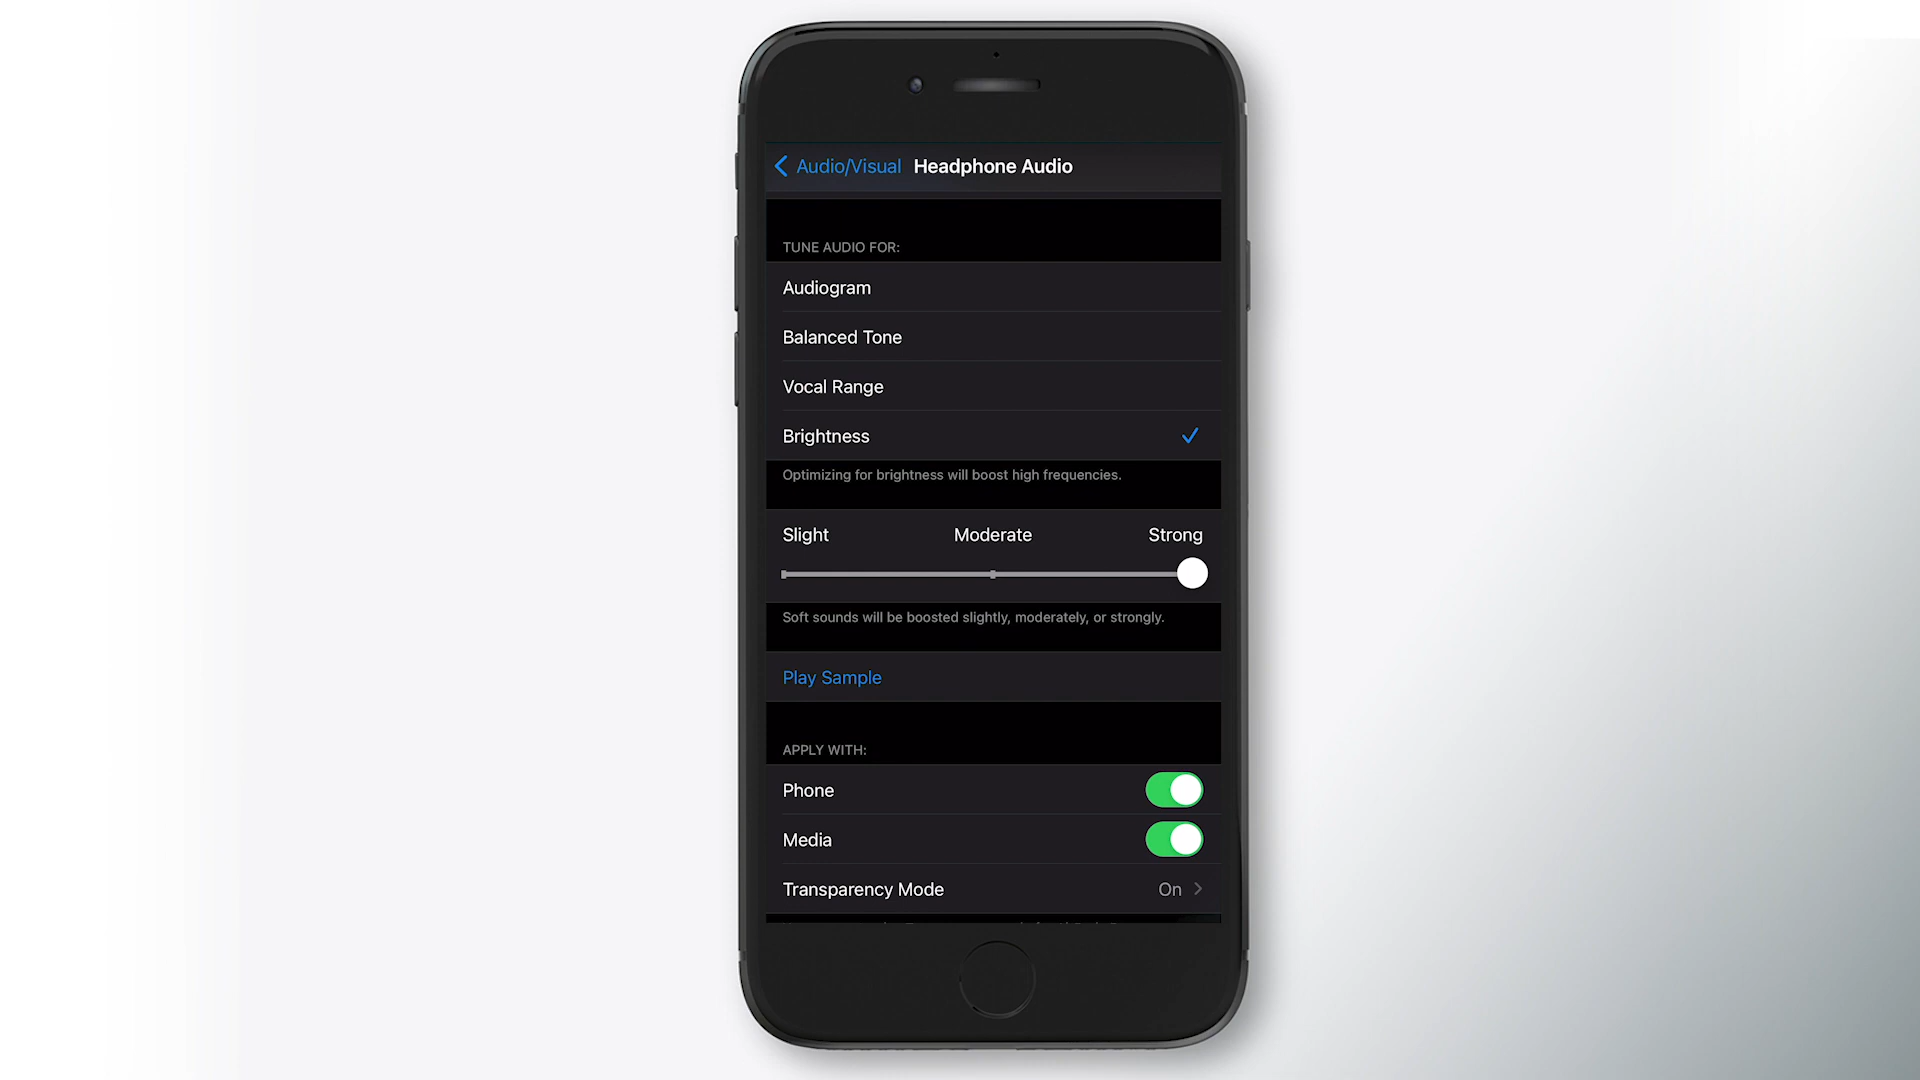 Audio/Visual Headphone Audio
TUNE AUDIO FOR:
Audiogram
Balanced Tone
Vocal Range
Brightness
Optimizing for brightness will boost high frequencies.
Slight Moderate Strong
Soft sounds will be boosted slightly, moderately, or strongly.
Play Sample
APPLY WITH:
Phone
Media
Transparency Mode On